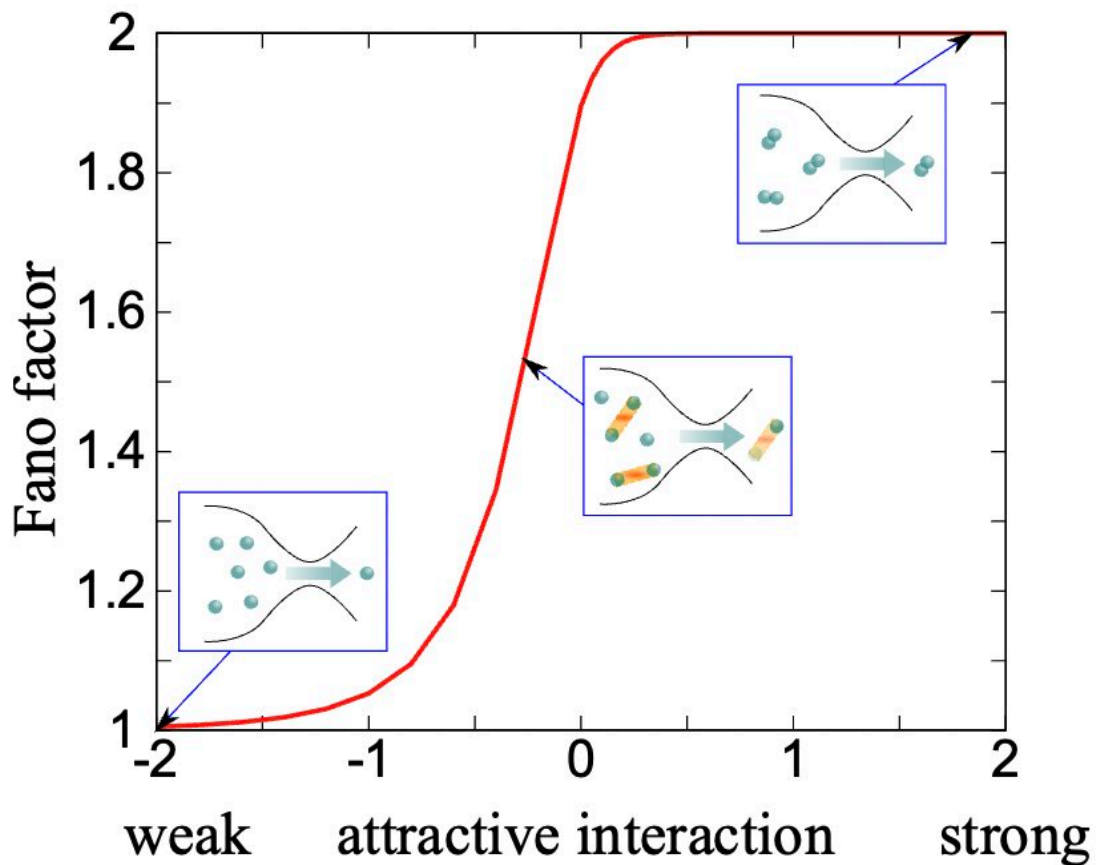 2
1.8
1.6
1.4
1.2
1
Fano factor
-2 -1 0 1 2
weak attractive interaction strong